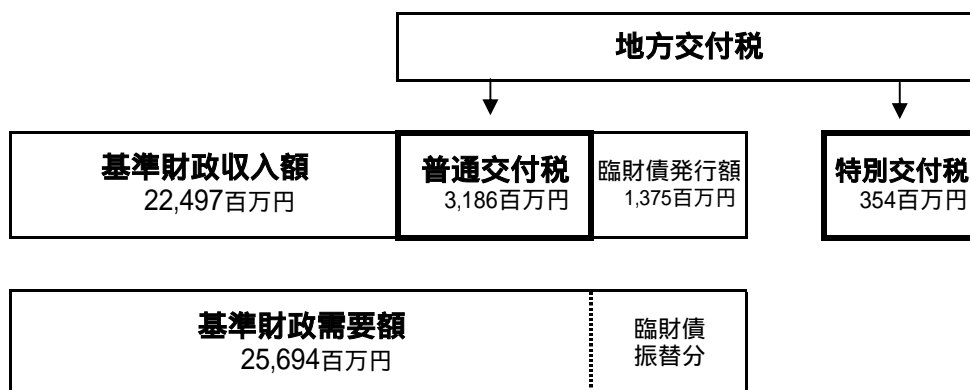 地方交付税
基準財政収入額
22,497百万円
普通交付税
3,186百万円
臨財債発行額
1,375百万円
特別交付税
354百万円
基準財政需要額
25,694百万円
臨財債
振替分